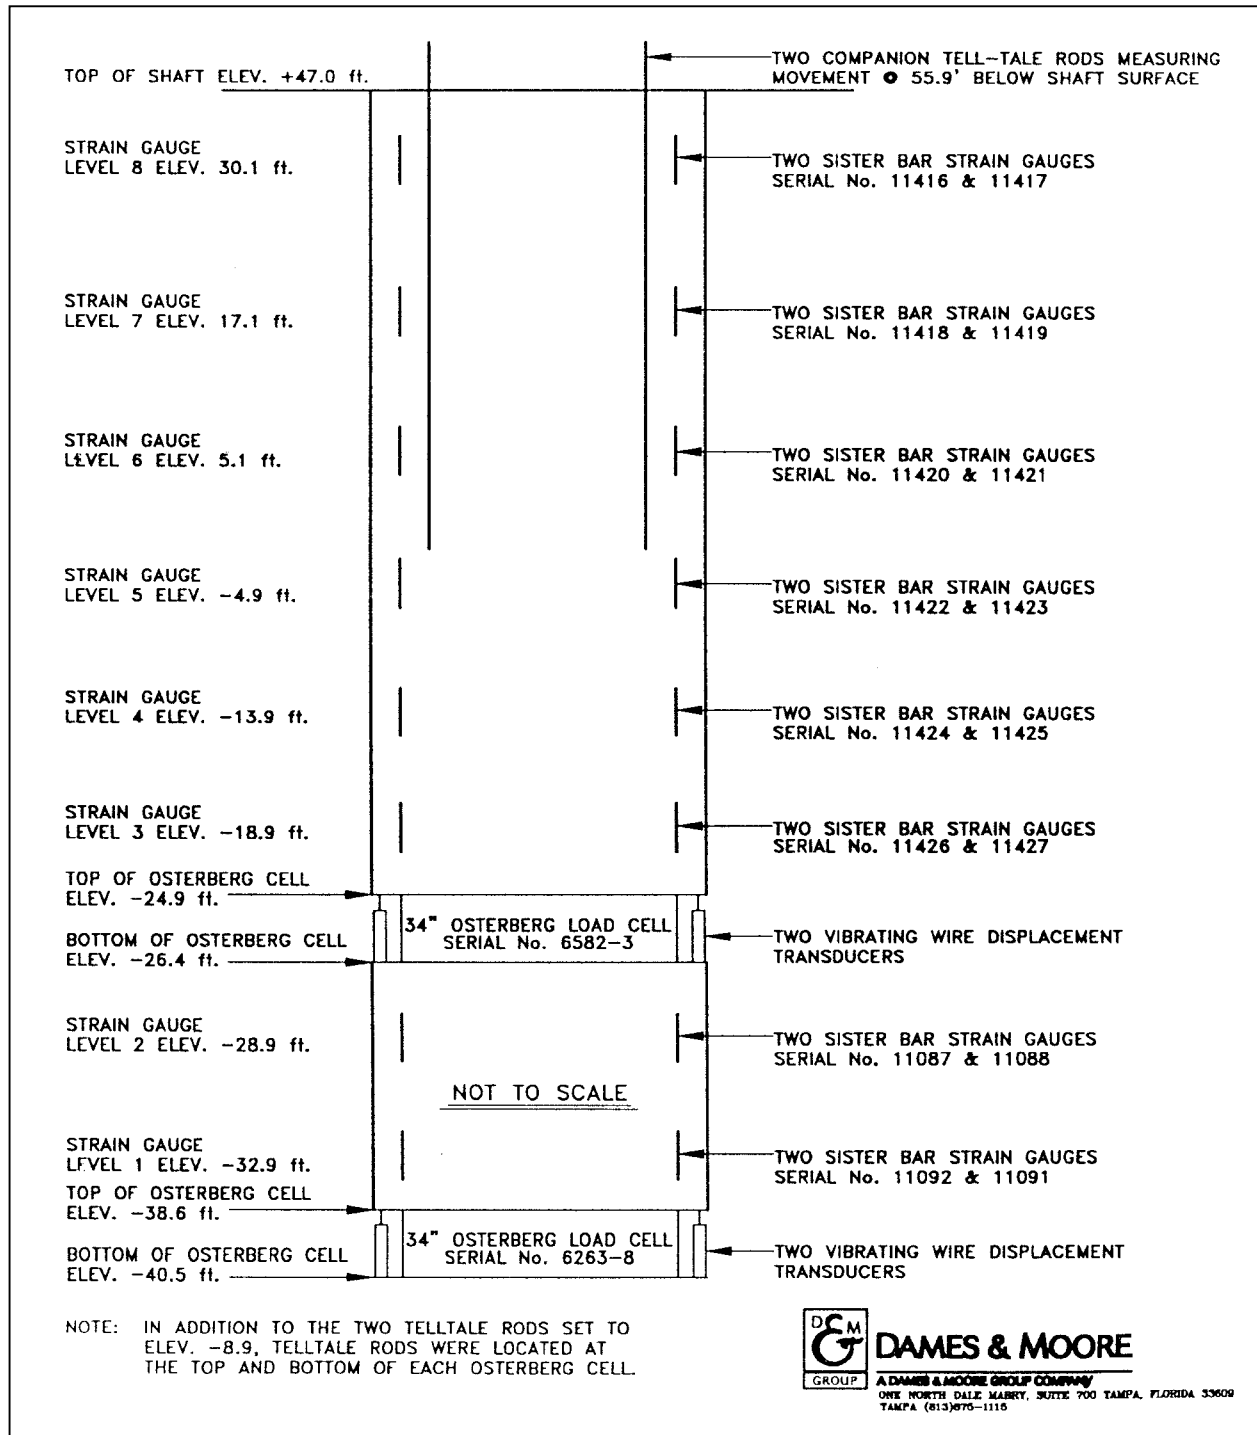 TOP OF SHAFT ELEV. +47.0 ft.
TWO COMPANION TELL-TALE RODS MEASURING
MOVEMENT @ 55.9' BELOW SHAFT SURFACE
STRAIN GAUGE
LEVEL 8 ELEV. 30.1 ft.
TWO SISTER BAR STRAIN GAUGES
SERIAL No. 11416 & 11417
STRAIN GAUGE
LEVEL 7 ELEV. 17.1 ft.
TWO SISTER BAR STRAIN GAUGES
SERIAL No. 11418 & 11419
STRAIN GAUGE
LEVEL 6 ELEV. 5.1 ft.
TWO SISTER BAR STRAIN GAUGES
SERIAL No. 11420 & 11421
STRAIN GAUGE
LEVEL 5 ELEV. -4.9 ft.
TWO SISTER BAR STRAIN GAUGES
SERIAL No. 11422 & 11423
STRAIN GAUGE
LEVEL 4 ELEV. -13.9 ft.
TWO SISTER BAR STRAIN GAUGES
SERIAL No. 11424 & 11425
STRAIN GAUGE
LEVEL 3 ELEV. -18.9 ft.
TWO SISTER BAR STRAIN GAUGES
SERIAL No. 11426 & 11427
TOP OF OSTERBERG CELL
ELEV. -24.9 ft.
34" OSTERBERG LOAD CELL
SERIAL No. 6582-3
BOTTOM OF OSTERBERG CELL
ELEV. -26.4 ft.
TWO VIBRATING WIRE DISPLACEMENT
TRANSDUCERS
STRAIN GAUGE
LEVEL 2 ELEV. -28.9 ft.
TWO SISTER BAR STRAIN GAUGES
SERIAL No. 11087 & 11088
NOT TO SCALE
STRAIN GAUGE
LEVEL 1 ELEV. -32.9 ft.
TWO SISTER BAR STRAIN GAUGES
SERIAL No. 11092 & 11091
TOP OF OSTERBERG CELL
ELEV. -38.6 ft.
34" OSTERBERG LOAD CELL
SERIAL No. 6263-8
BOTTOM OF OSTERBERG CELL
ELEV. -40.5 ft.
TWO VIBRATING WIRE DISPLACEMENT
TRANSDUCERS
NOTE: IN ADDITION TO THE TWO TELLTALE RODS SET TO
ELEV. -8.9, TELLTALE RODS WERE LOCATED AT
THE TOP AND BOTTOM OF EACH OSTERBERG CELL.
D & M
GROUP
DAMES & MOORE
A DAMES & MOORE GROUP COMPANY
ONE NORTH DALE MABRY, SUITE 700 TAMPA, FLORIDA 33609
TAMPA (813)875-1115